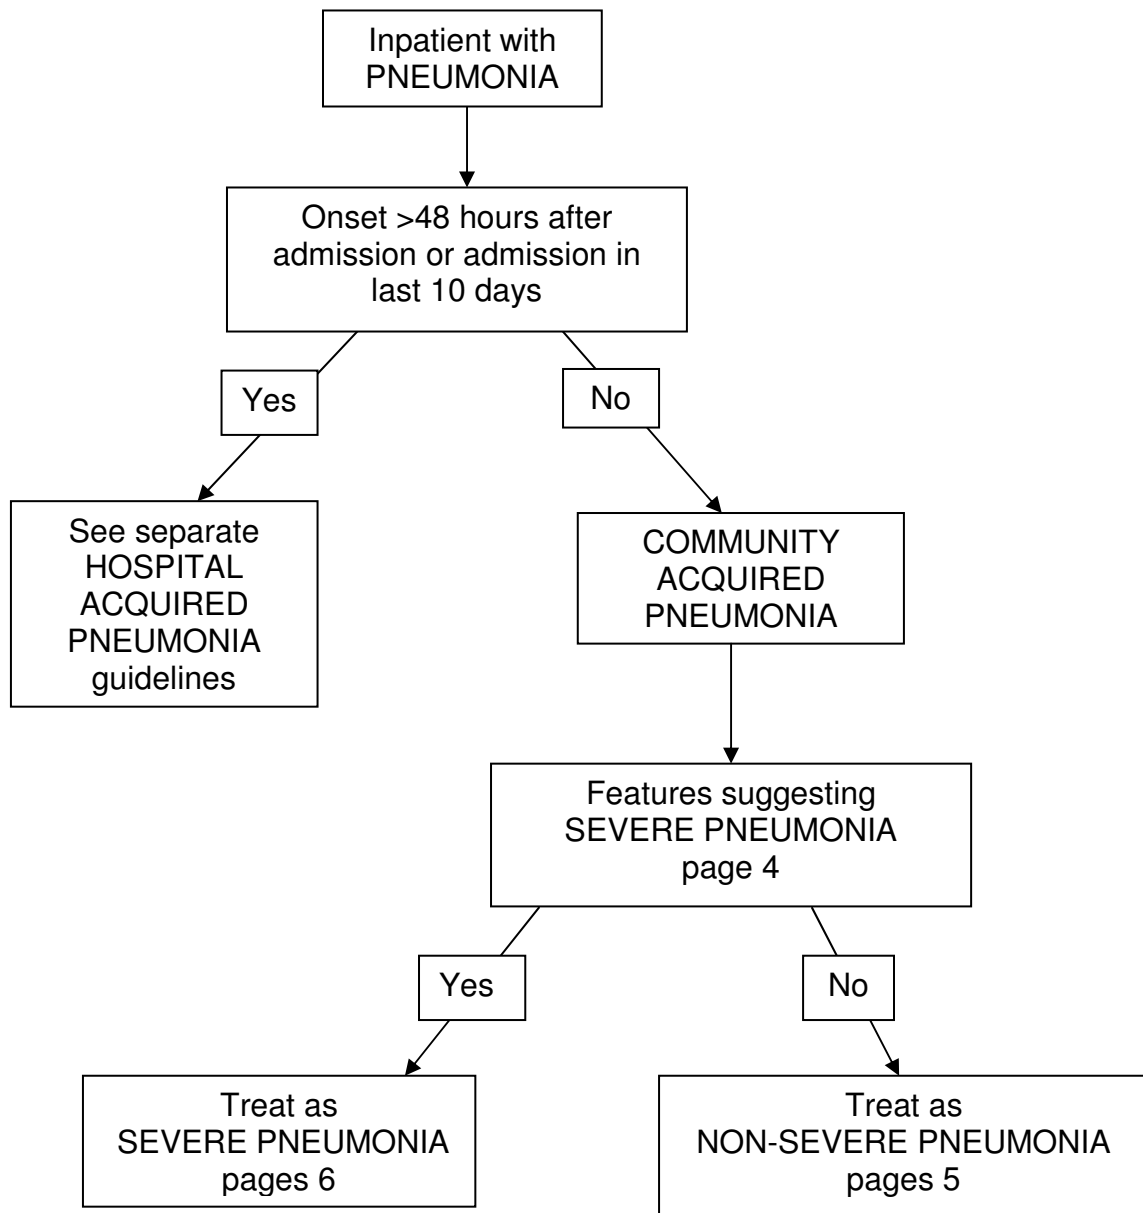 Inpatient with
PNEUMONIA
Onset >48 hours after
admission or admission in
last 10 days
Yes
No
See separate
HOSPITAL
ACQUIRED
PNEUMONIA
guidelines
COMMUNITY
ACQUIRED
PNEUMONIA
Features suggesting
SEVERE PNEUMONIA
page 4
Yes
No
Treat as
SEVERE PNEUMONIA
pages 6
Treat as
NON-SEVERE PNEUMONIA
pages 5